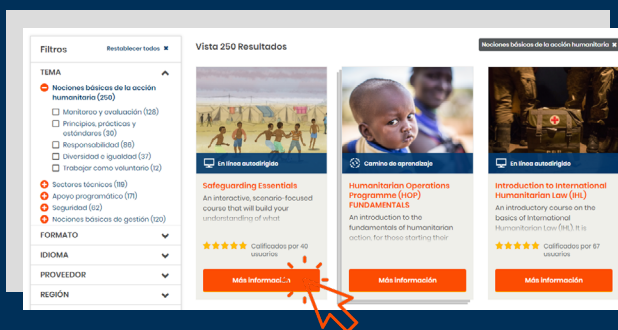 Filtros
Restablecer todos ✖
TEMA
Nociones básicas de la acción
humanitaria (250)
Monitoreo y evaluación (128)
Principios, prácticas y
estándares (30)
Responsabilidad (86)
Diversidad e igualdad (37)
Trabajar como voluntario (12)
Sectores técnicos (119)
Apoyo programático (171)
Seguridad (62)
Nociones básicas de gestión (120)
FORMATO
IDIOMA
PROVEEDOR
REGIÓN
Vista 250 Resultados
Nociones básicas de la acción humanitaria ✖
En línea autodirigido
Safeguarding Essentials
An interactive, scenario-focused
course that will build your
understanding of what
Calificados por 40
usuarios
Más información
Camino de aprendizaje
Humanitarian Operations
Programme (HOP)
FUNDAMENTALS
An introduction to the
fundamentals of humanitarian
action; for those starting their
Más información
En línea autodirigido
Introduction to International
Humanitarian Law (IHL)
An introductory course on the
basics of International
Humanitarian Law (IHL). It is
Calificados por 67
usuarios
Más información